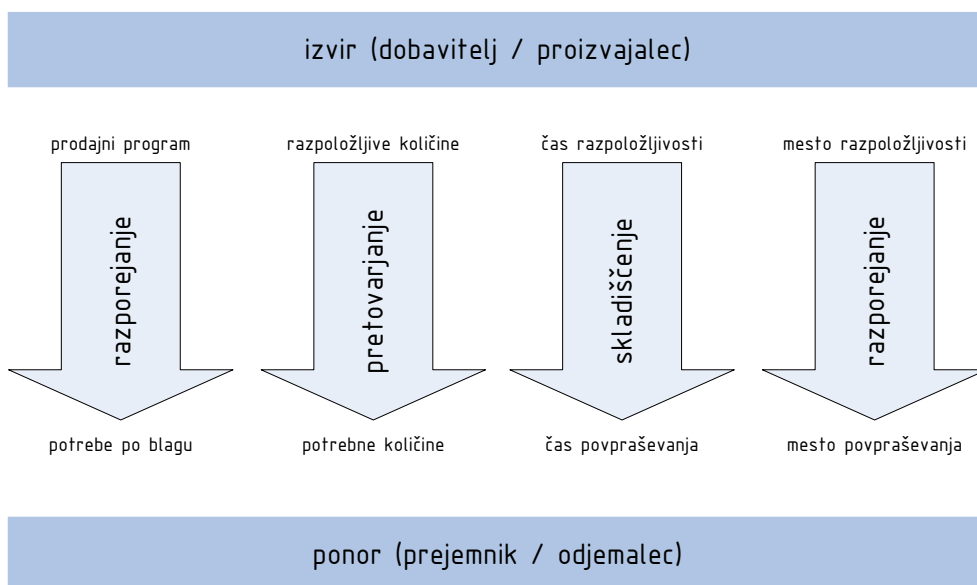 izvir (dobavitelj / proizvajalec)
prodajni program
razpoložljive količine
čas razpoložljivosti
mesto razpoložljivosti
razporejanje
pretovarjanje
skladiščenje
razporejanje
potrebe po blagu
potrebne količine
čas povpraševanja
mesto povpraševanja
ponor (prejemnik / odjemalec)